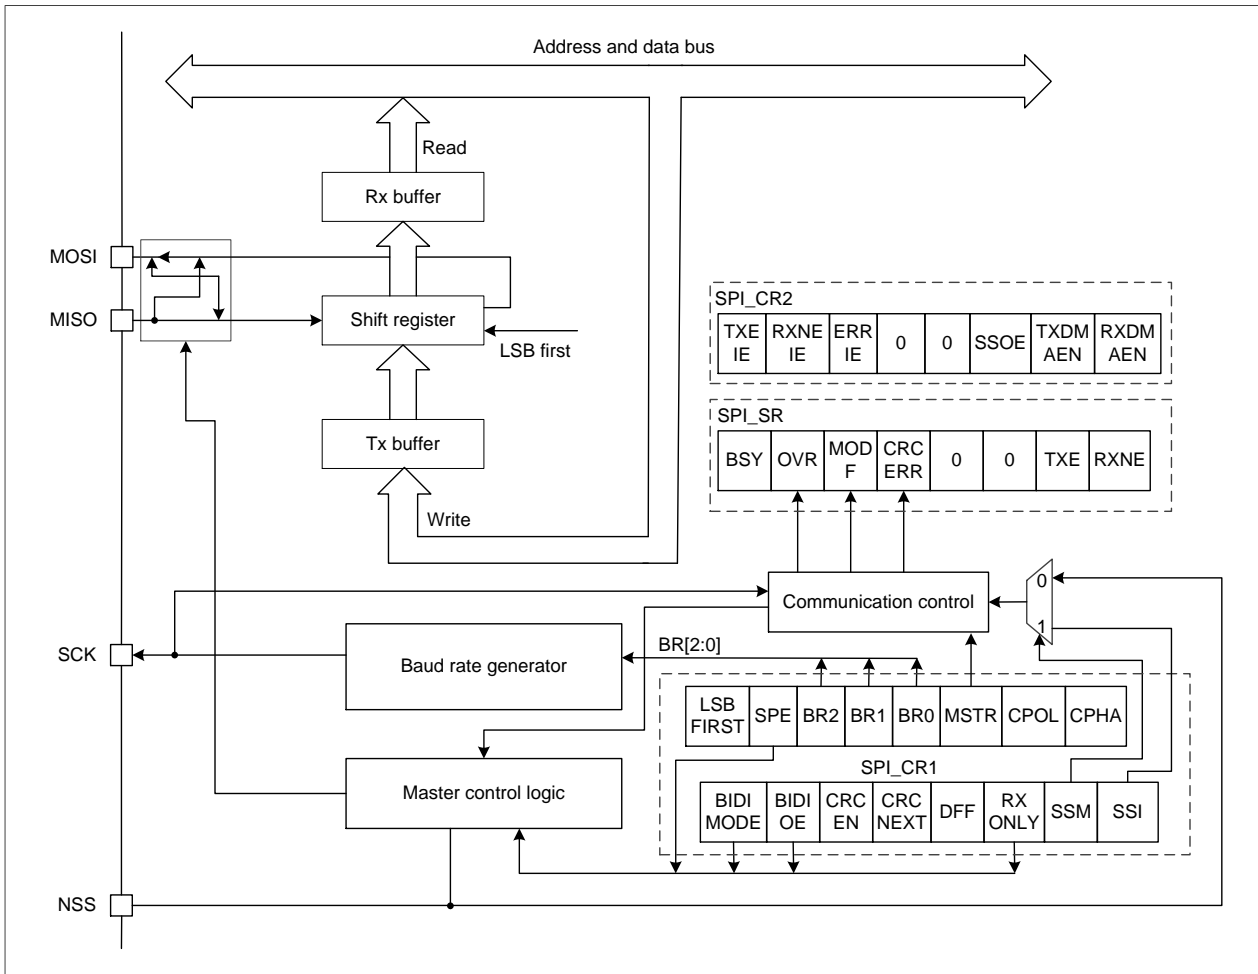 Address and data bus
Read
Rx buffer
MOSI
MISO
Shift register
LSB first
SPI_CR2
TXE
IE
RXNE
IE
ERR
IE
0
0
SSOE
TXDM
AEN
RXDM
AEN
Tx buffer
SPI_SR
BSY
OVR
MOD
F
CRC
ERR
0
0
TXE
RXNE
Write
Communication control
0
1
SCK
Baud rate generator
BR[2:0]
LSB
FIRST
SPE
BR2
BR1
BR0
MSTR
CPOL
CPHA
SPI_CR1
Master control logic
BIDI
MODE
BIDI
OE
CRC
EN
CRC
NEXT
DFF
RX
ONLY
SSM
SSI
NSS